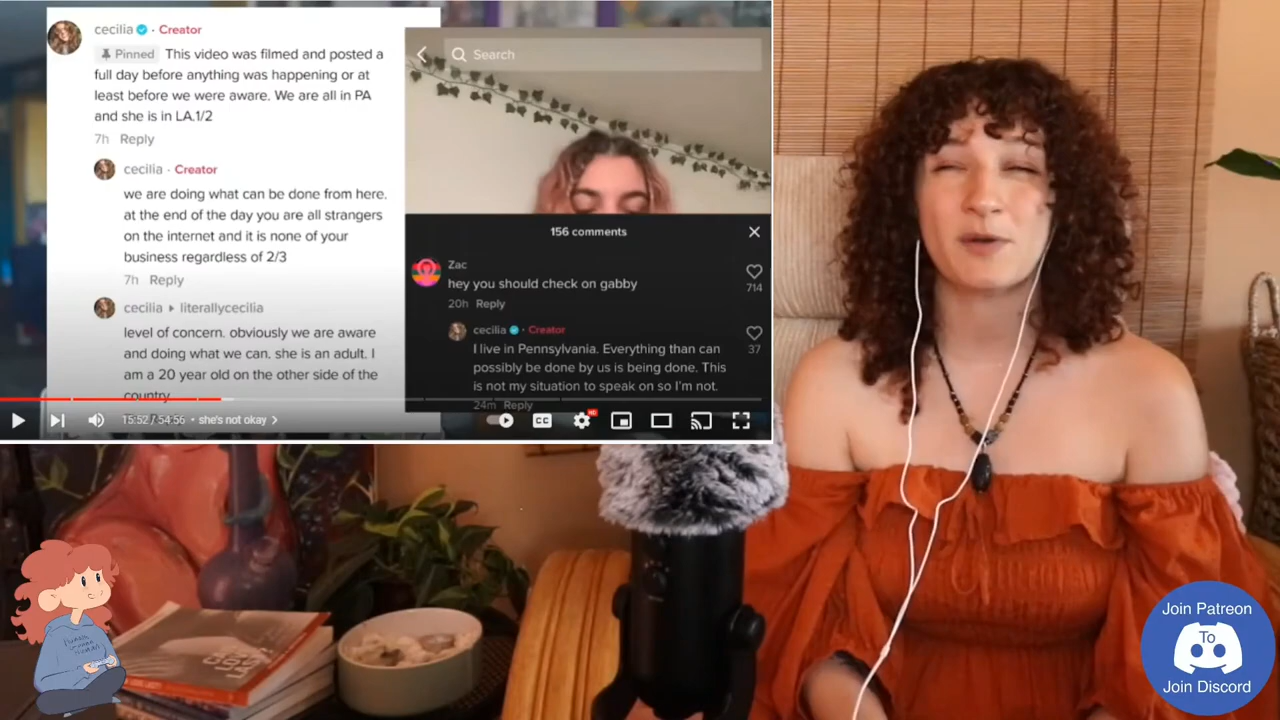 cecilia · Creator
Pinned This video was filmed and posted a
full day before anything was happening or at
least before we were aware. We are all in PA
and she is in LA.1/2
7h Reply
cecilia · Creator
we are doing what can be done from here.
at the end of the day you are all strangers
on the internet and it is none of your
business regardless of 2/3
7h Reply
cecilia literallycecilia
level of concern. obviously we are aware
and doing what we can. she is an adult. I
am a 20 year old on the other side of the
country
Search
156 comments
Zac
hey you should check on gabby
714
20h Reply
cecilia · Creator
I live in Pennsylvania. Everything than can
37
possibly be done by us is being done. This
is not my situation to speak on so I'm not.
24m Reply
15:52 / 54:56 • she's not okay
CC
HD
Join Patreon
To
Join Discord